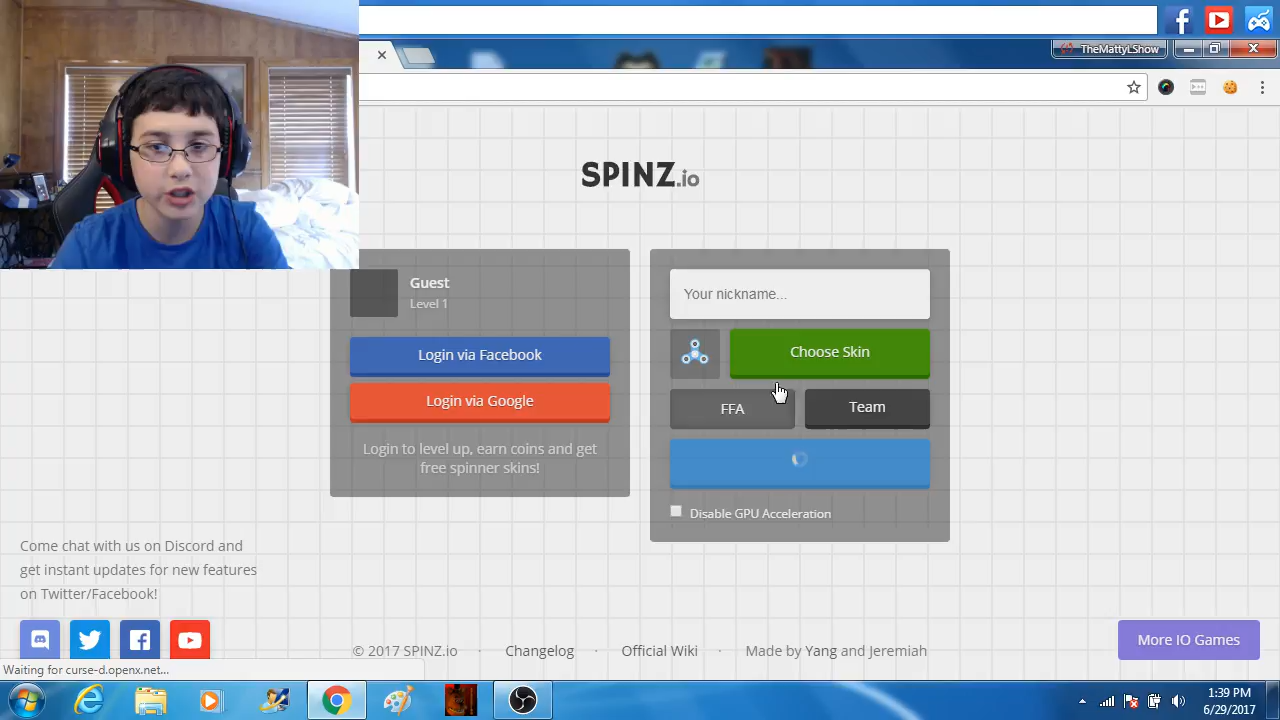 TheMattyLShow
SPINZ.io
Guest
Level 1
Login via Facebook
Login via Google
Login to level up, earn coins and get
free spinner skins!
Your nickname...
Choose Skin
FFA
Team
Disable GPU Acceleration
Come chat with us on Discord and
get instant updates for new features
on Twitter/Facebook!
More IO Games
© 2017 SPINZ.io
Changelog
Official Wiki
Made by Yang and Jeremiah
Waiting for curse-d.openx.net...
1:39 PM
6/29/2017